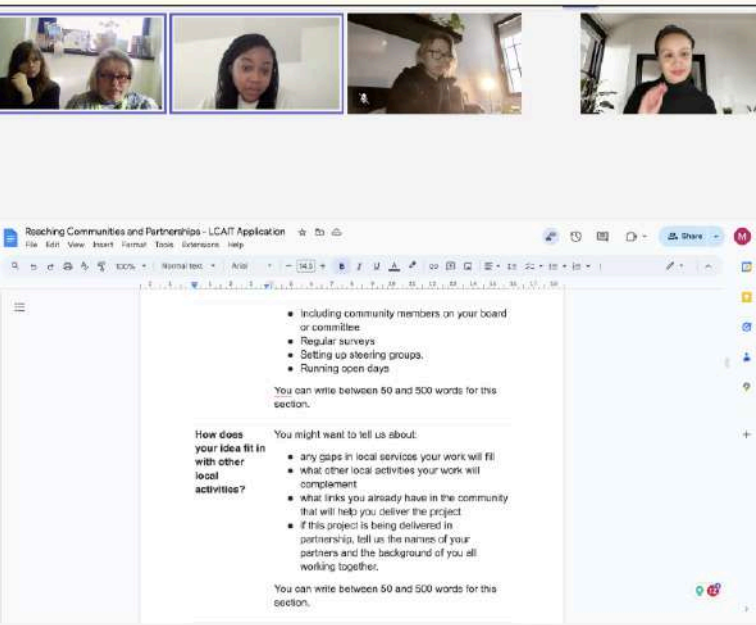 Reaching Communities and Partnerships - LCAIT Application
File Edit View Insert Format Tools Extensions Help
Share
M
100%
Normal text
Arial
14.5
B I U A
Including community members on your board
or committee
Regular surveys
Setting up steering groups.
Running open days
You can write between 50 and 500 words for this
section.
How does
your idea fit in
with other
local
activities?
You might want to tell us about:
any gaps in local services your work will fill
what other local activities your work will
complement
what links you already have in the community
that will help you deliver the project
if this project is being delivered in
partnership, tell us the names of your
partners and the background of you all
working together.
You can write between 50 and 500 words for this
section.